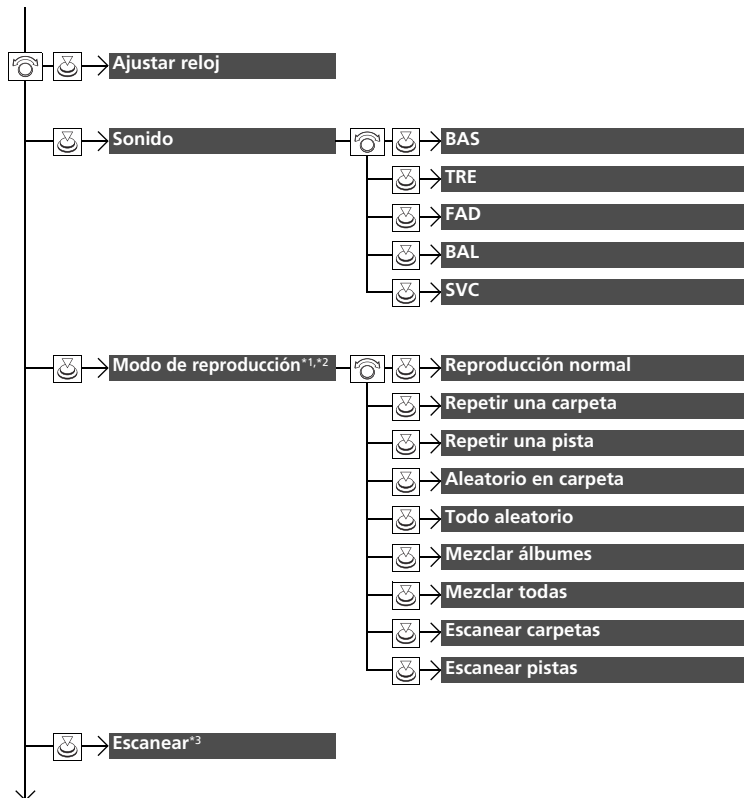 Ajustar reloj
Sonido
BAS
TRE
FAD
BAL
SVC
Modo de reproducción*1,*2
Reproducción normal
Repetir una carpeta
Repetir una pista
Aleatorio en carpeta
Todo aleatorio
Mezclar álbumes
Mezclar todas
Escanear carpetas
Escanear pistas
Escanear*3